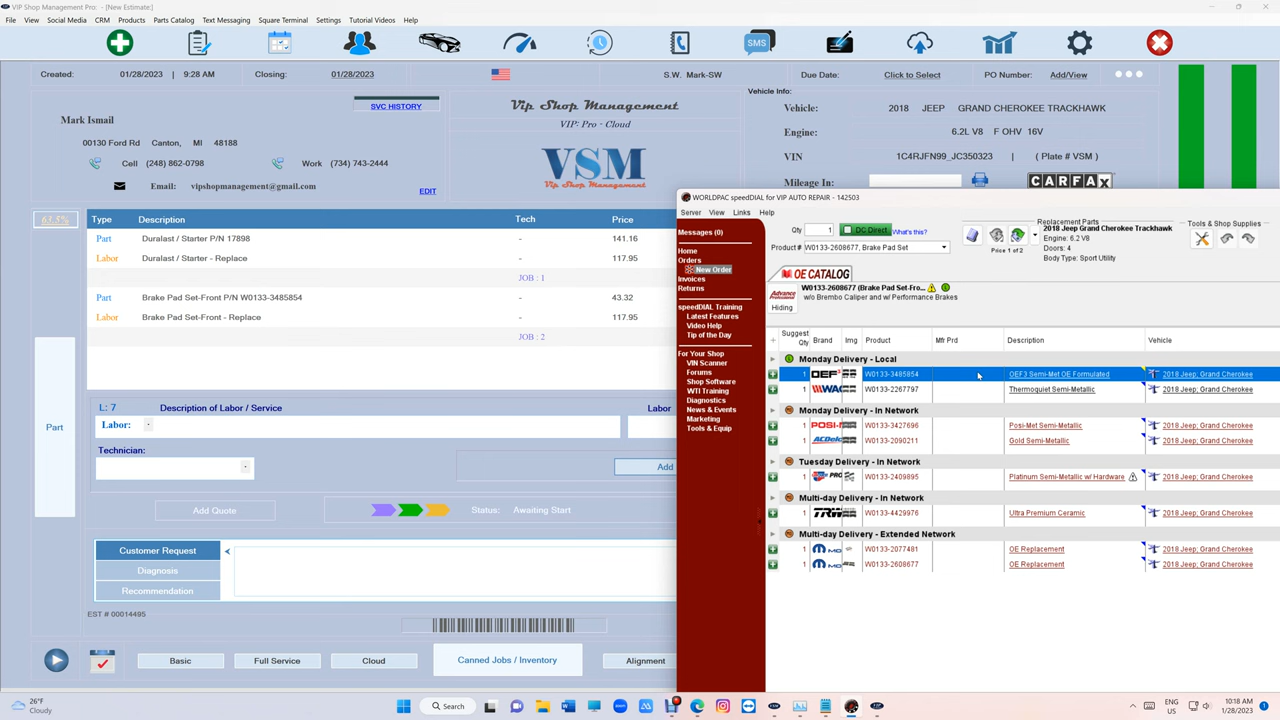 VIP Shop Management Pro: - [New Estimate:]
File View Social Media CRM Products Parts Catalog Text Messaging Square Terminal Settings Tutorial Videos Help
SMS
Created: 01/28/2023 | 9:28 AM Closing: 01/28/2023 S.W. Mark-SW Due Date: Click to Select PO Number: Add/View
Vehicle Info:
SVC HISTORY
Mark Ismail
00130 Ford Rd Canton, MI 48188
Cell (248) 862-0798 Work (734) 743-2444
Email: vipshopmanagement@gmail.com
EDIT
Vip Shop Management
VIP: Pro - Cloud
VSM
Vip Shop Management
Vehicle: 2018 JEEP GRAND CHEROKEE TRACKHAWK
Engine: 6.2L V8 F OHV 16V
VIN 1C4RJFN99_JC350323 | ( Plate # VSM )
Mileage In: CARFAX
63.5% Type Description Tech Price
Part Duralast / Starter P/N 17898 - 141.16
Labor Duralast / Starter - Replace - 117.95
JOB : 1
Part Brake Pad Set-Front P/N W0133-3485854 - 43.32
Labor Brake Pad Set-Front - Replace - 117.95
JOB : 2
L: 7 Description of Labor / Service Labor
Part Labor:
Technician:
Add
Add Quote Status: Awaiting Start
Customer Request
Diagnosis
Recommendation
EST # 00014495
Basic Full Service Cloud Canned Jobs / Inventory Alignment
WORLDPAC speedDIAL for VIP AUTO REPAIR - 142503
Server View Links Help
Messages (0)
Home
Orders
New Order
Invoices
Returns
speedDIAL Training
Latest Features
Video Help
Tip of the Day
For Your Shop
VIN Scanner
Forums
Shop Software
WTI Training
Diagnostics
News & Events
Marketing
Tools & Equip
Qty 1 DC Direct What's this?
Product # W0133-2608677, Brake Pad Set
Price 1 of 2
Replacement Parts
2018 Jeep Grand Cherokee Trackhawk
Engine: 6.2 V8
Doors: 4
Body Type: Sport Utility
Tools & Shop Supplies
OE CATALOG
Advance Professional
Hiding
W0133-2608677 (Brake Pad Set-Fro...
w/o Brembo Caliper and w/ Performance Brakes
+ Suggest Qty Brand Img Product Mfr Prd Description Vehicle
Monday Delivery - Local
1 OEF3 W0133-3485854 OEF3 Semi-Met OE Formulated 2018 Jeep; Grand Cherokee
1 WAG W0133-2267797 Thermoquiet Semi-Metallic 2018 Jeep; Grand Cherokee
Monday Delivery - In Network
1 POSI- W0133-3427696 Posi-Met Semi-Metallic 2018 Jeep; Grand Cherokee
1 ACDelco W0133-2090211 Gold Semi-Metallic 2018 Jeep; Grand Cherokee
Tuesday Delivery - In Network
1 PRO W0133-2409895 Platinum Semi-Metallic w/ Hardware 2018 Jeep; Grand Cherokee
Multi-day Delivery - In Network
1 TRW W0133-4429976 Ultra Premium Ceramic 2018 Jeep; Grand Cherokee
Multi-day Delivery - Extended Network
1 MO W0133-2077481 OE Replacement 2018 Jeep; Grand Cherokee
1 MO W0133-2608677 OE Replacement 2018 Jeep; Grand Cherokee
26°F
Cloudy
Search
ENG
US
10:18 AM
1/28/2023